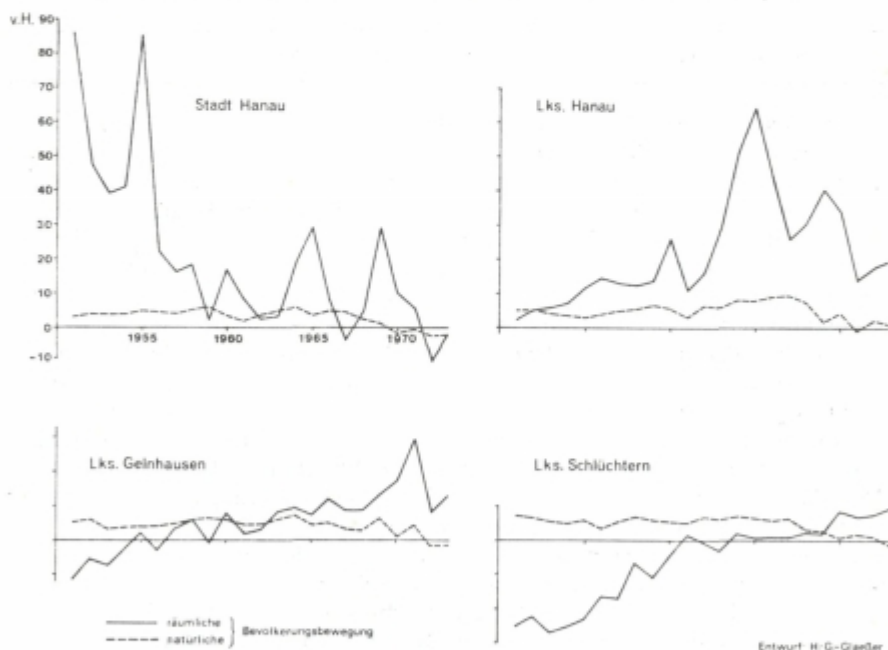 v.H. 90
80
70
60
50
40
30
20
10
0
-10
1955 1960 1965 1970
Stadt Hanau
Lks. Hanau
Lks. Gelnhausen
Lks. Schlüchtern
räumliche
natürliche
Bevölkerungsbewegung
Entwurf: H.-G. Glaeßer